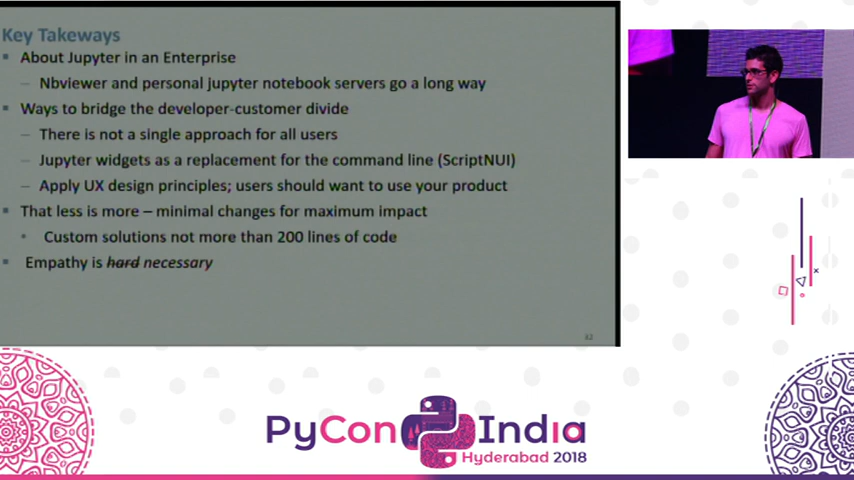 Key Takeways
About Jupyter in an Enterprise
Nbviewer and personal jupyter notebook servers go a long way
Ways to bridge the developer-customer divide
There is not a single approach for all users
Jupyter widgets as a replacement for the command line (ScriptNUI)
Apply UX design principles; users should want to use your product
That less is more – minimal changes for maximum impact
Custom solutions not more than 200 lines of code
Empathy is hard necessary
32
PyCon India
Hyderabad 2018